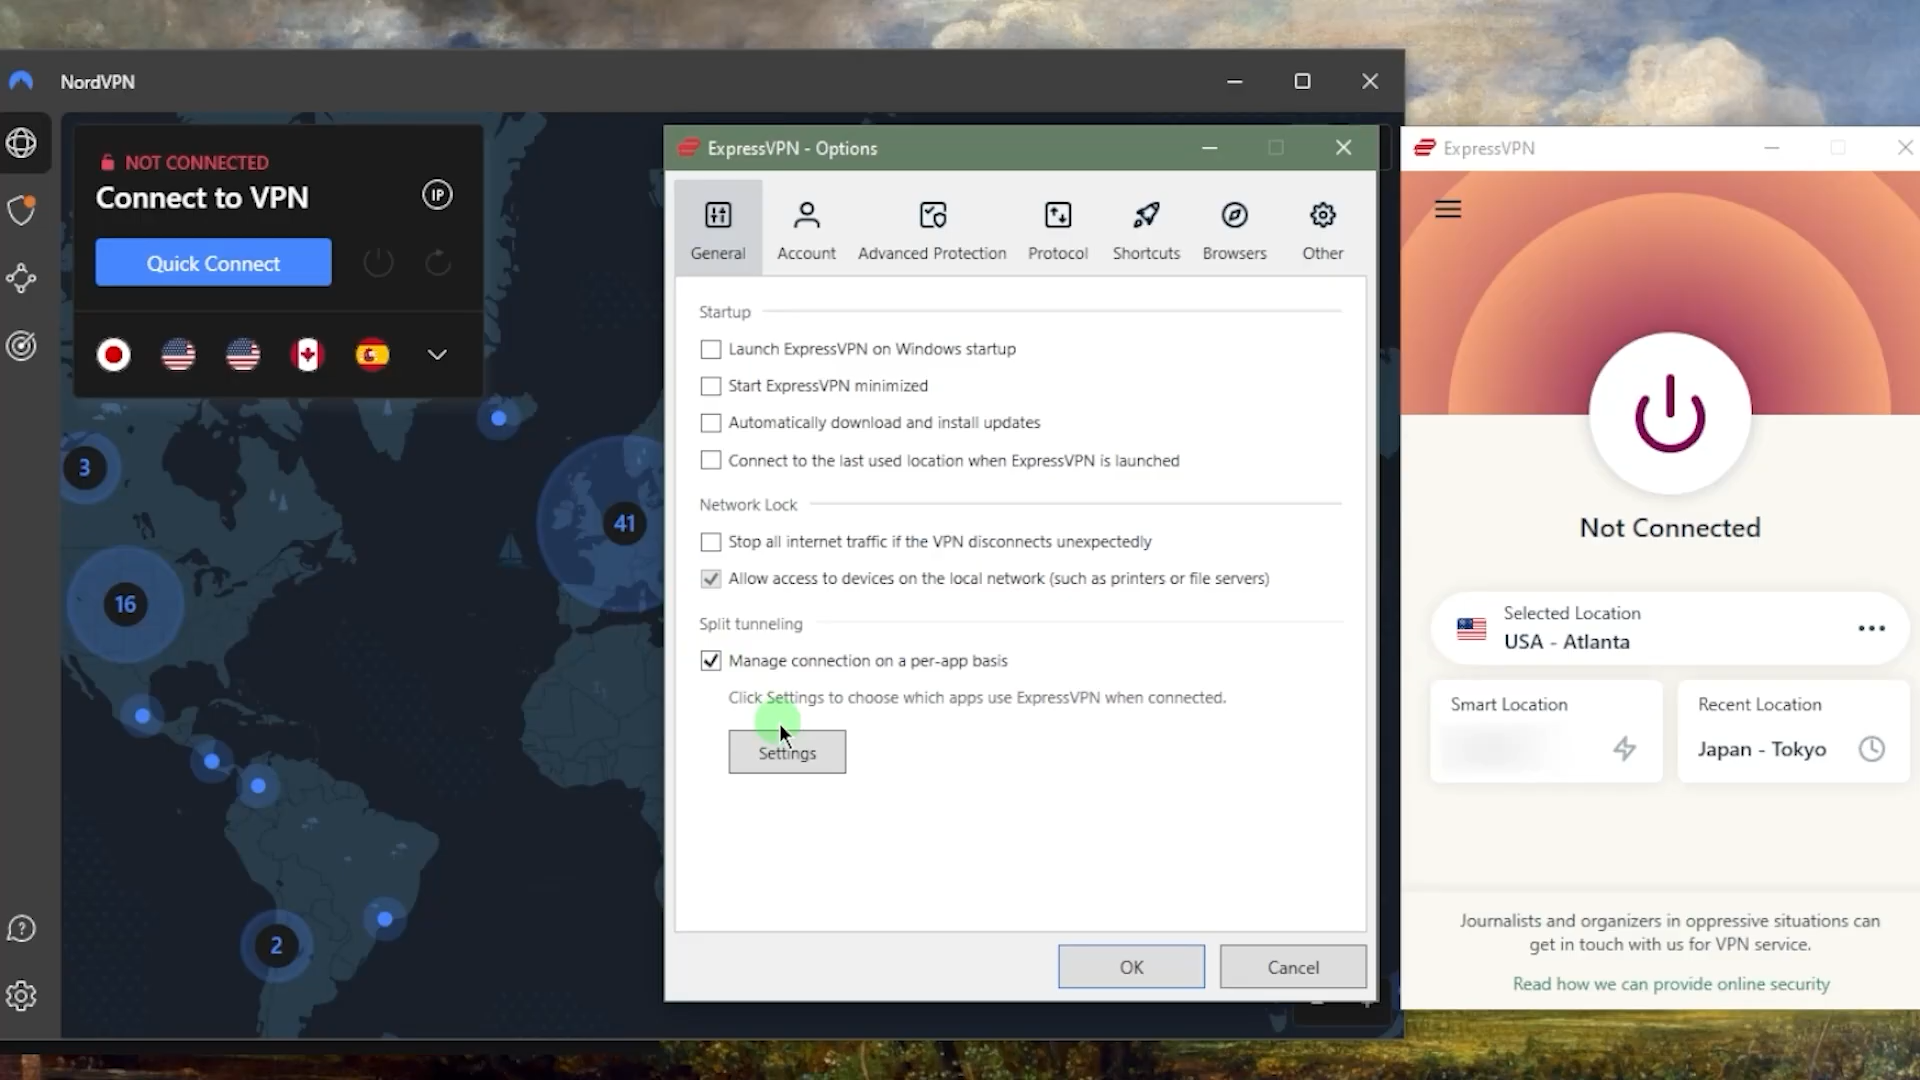 NordVPN
NOT CONNECTED
Connect to VPN
IP
Quick Connect
3
41
16
2
ExpressVPN - Options
General
Account
Advanced Protection
Protocol
Shortcuts
Browsers
Other
Startup
Launch ExpressVPN on Windows startup
Start ExpressVPN minimized
Automatically download and install updates
Connect to the last used location when ExpressVPN is launched
Network Lock
Stop all internet traffic if the VPN disconnects unexpectedly
Allow access to devices on the local network (such as printers or file servers)
Split tunneling
Manage connection on a per-app basis
Click Settings to choose which apps use ExpressVPN when connected.
Settings
OK
Cancel
ExpressVPN
Not Connected
Selected Location
USA - Atlanta
Smart Location
Recent Location
Japan - Tokyo
Journalists and organizers in oppressive situations can
get in touch with us for VPN service.
Read how we can provide online security